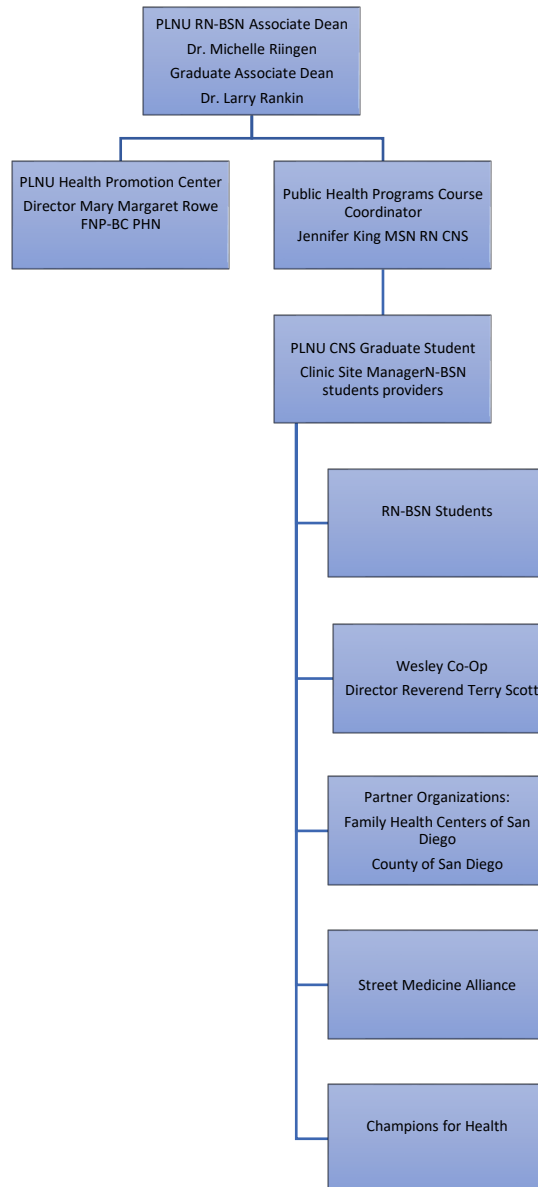 PLNU RN-BSN Associate Dean
Dr. Michelle Riingen
Graduate Associate Dean
Dr. Larry Rankin
PLNU Health Promotion Center
Director Mary Margaret Rowe
FNP-BC PHN
Public Health Programs Course
Coordinator
Jennifer King MSN RN CNS
PLNU CNS Graduate Student
Clinic Site ManagerN-BSN
students providers
RN-BSN Students
Wesley Co-Op
Director Reverend Terry Scott
Partner Organizations:
Family Health Centers of San
Diego
County of San Diego
Street Medicine Alliance
Champions for Health